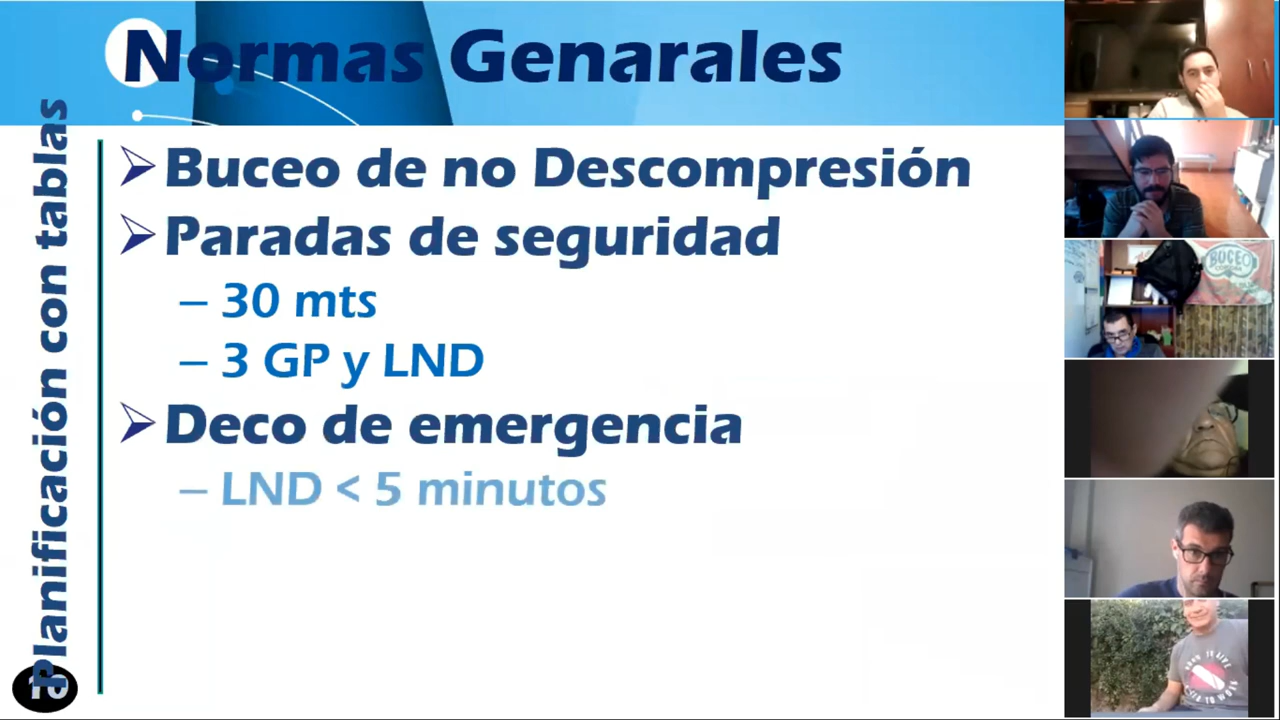 Normas Genarales
Planificación con tablas
Buceo de no Descompresión
Paradas de seguridad
– 30 mts
– 3 GP y LND
Deco de emergencia
– LND < 5 minutos
BUCEO